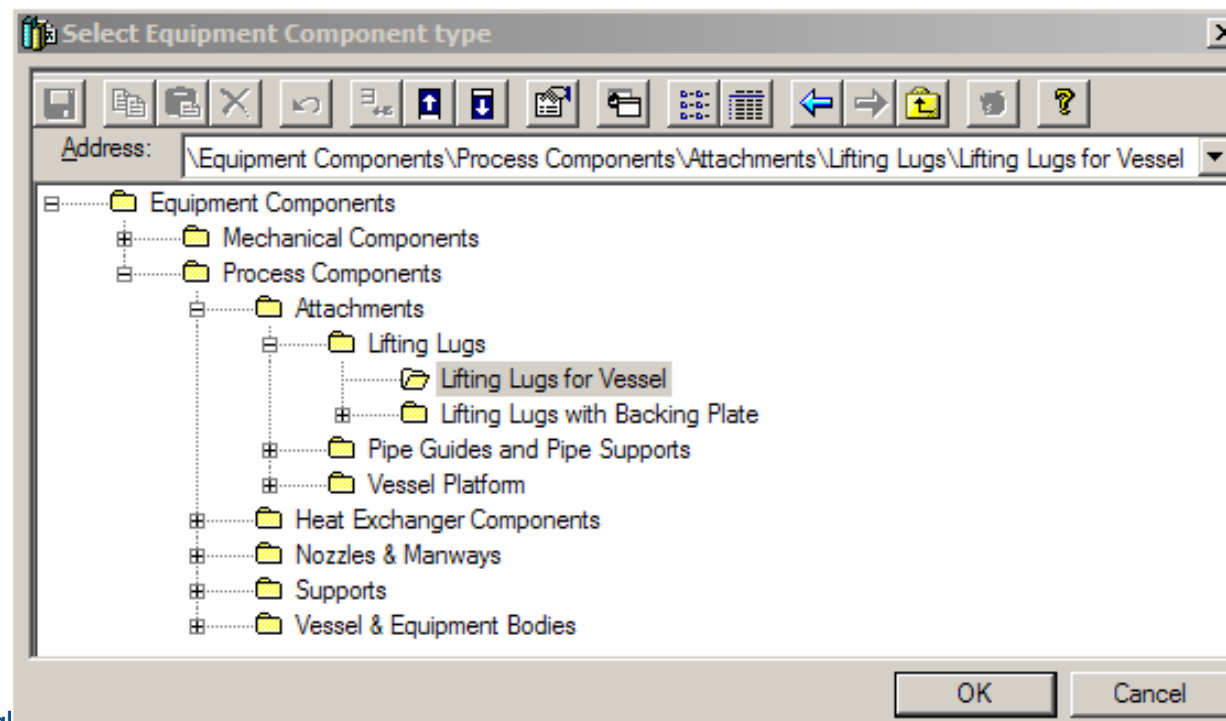 Select Equipment Component type
Address: \Equipment Components\Process Components\Attachments\Lifting Lugs\Lifting Lugs for Vessel
Equipment Components
Mechanical Components
Process Components
Attachments
Lifting Lugs
Lifting Lugs for Vessel
Lifting Lugs with Backing Plate
Pipe Guides and Pipe Supports
Vessel Platform
Heat Exchanger Components
Nozzles & Manways
Supports
Vessel & Equipment Bodies
OK Cancel